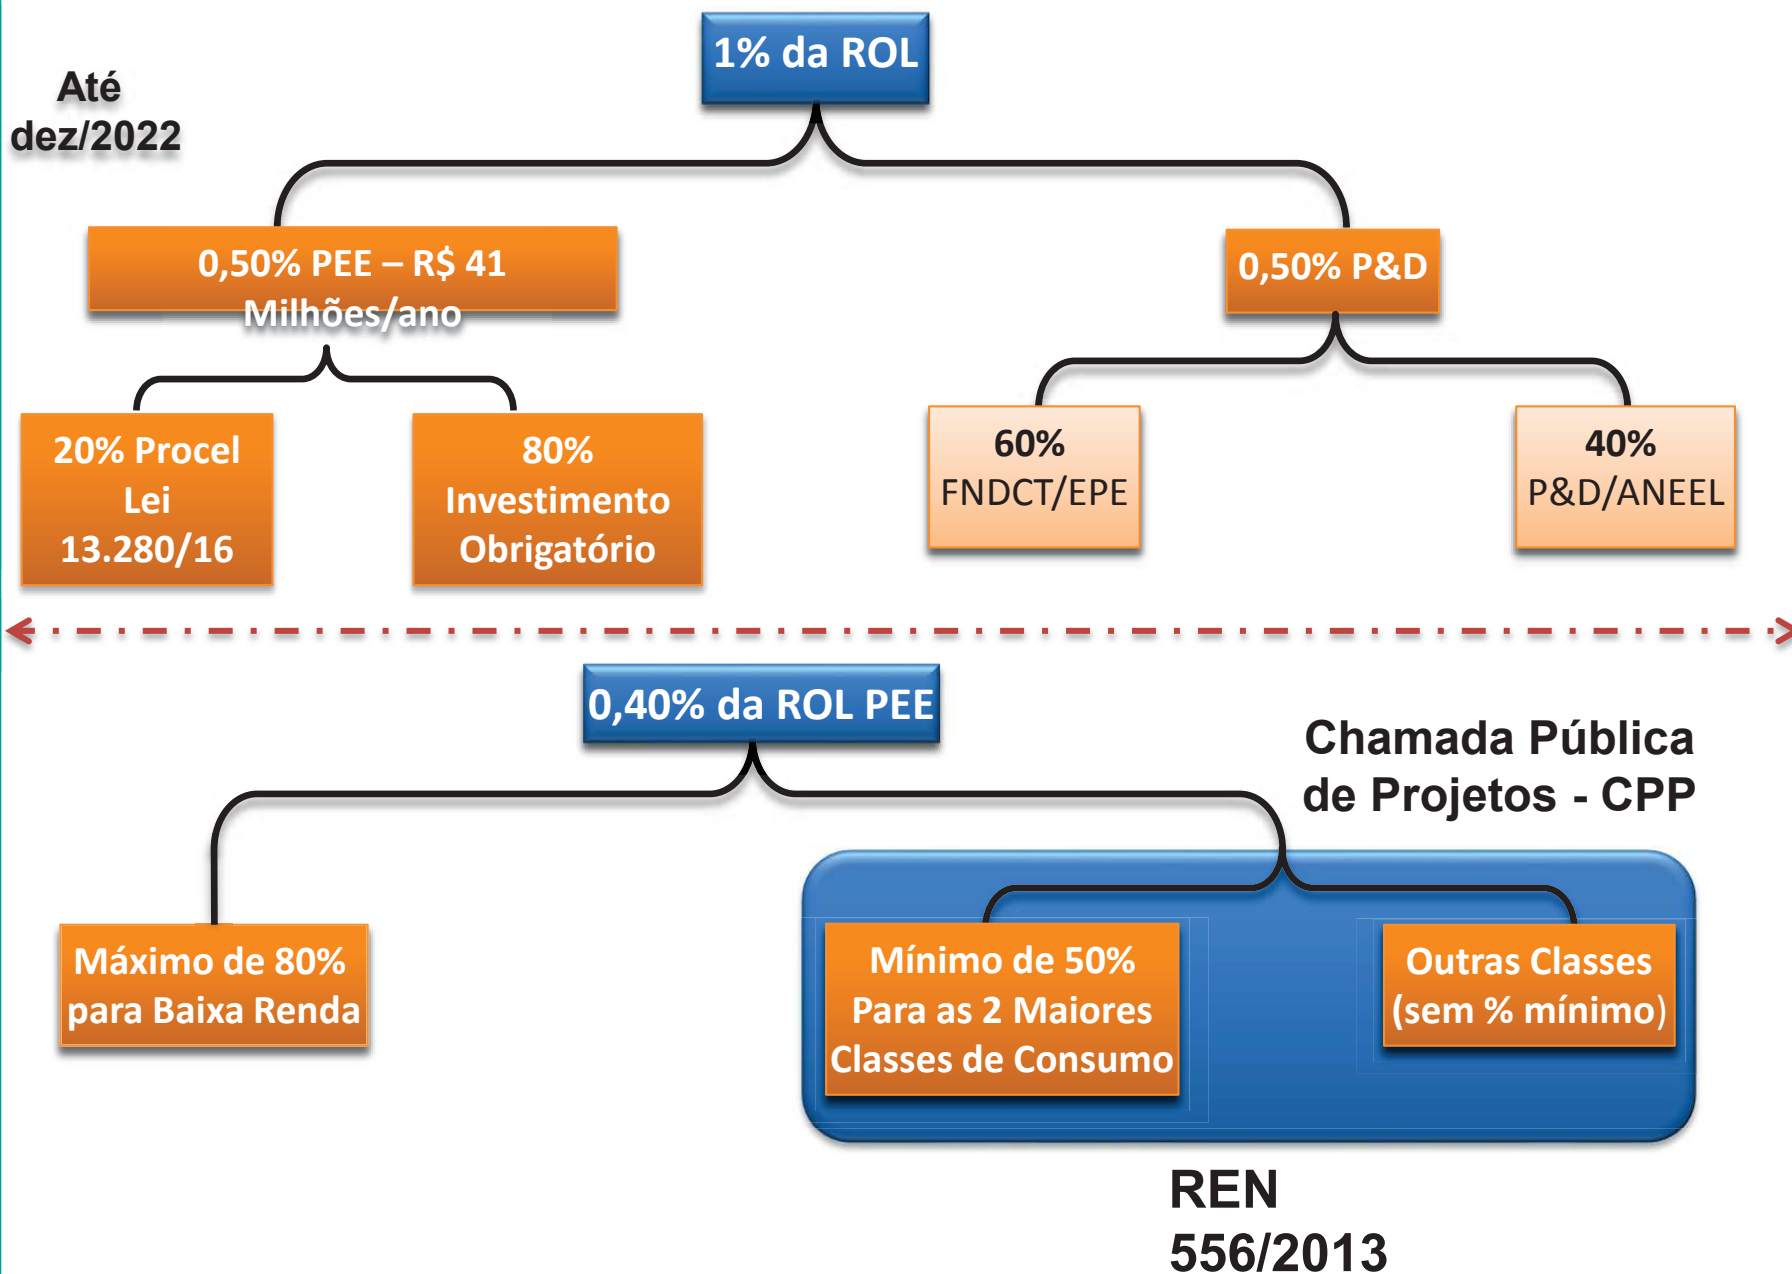 1% da ROL
Até
dez/2022
0,50% PEE – R$ 41
Milhões/ano
0,50% P&D
20% Procel
Lei
13.280/16
80%
Investimento
Obrigatório
60%
FNDCT/EPE
40%
P&D/ANEEL
0,40% da ROL PEE
Chamada Pública
de Projetos - CPP
Máximo de 80%
para Baixa Renda
Mínimo de 50%
Para as 2 Maiores
Classes de Consumo
Outras Classes
(sem % mínimo)
REN
556/2013